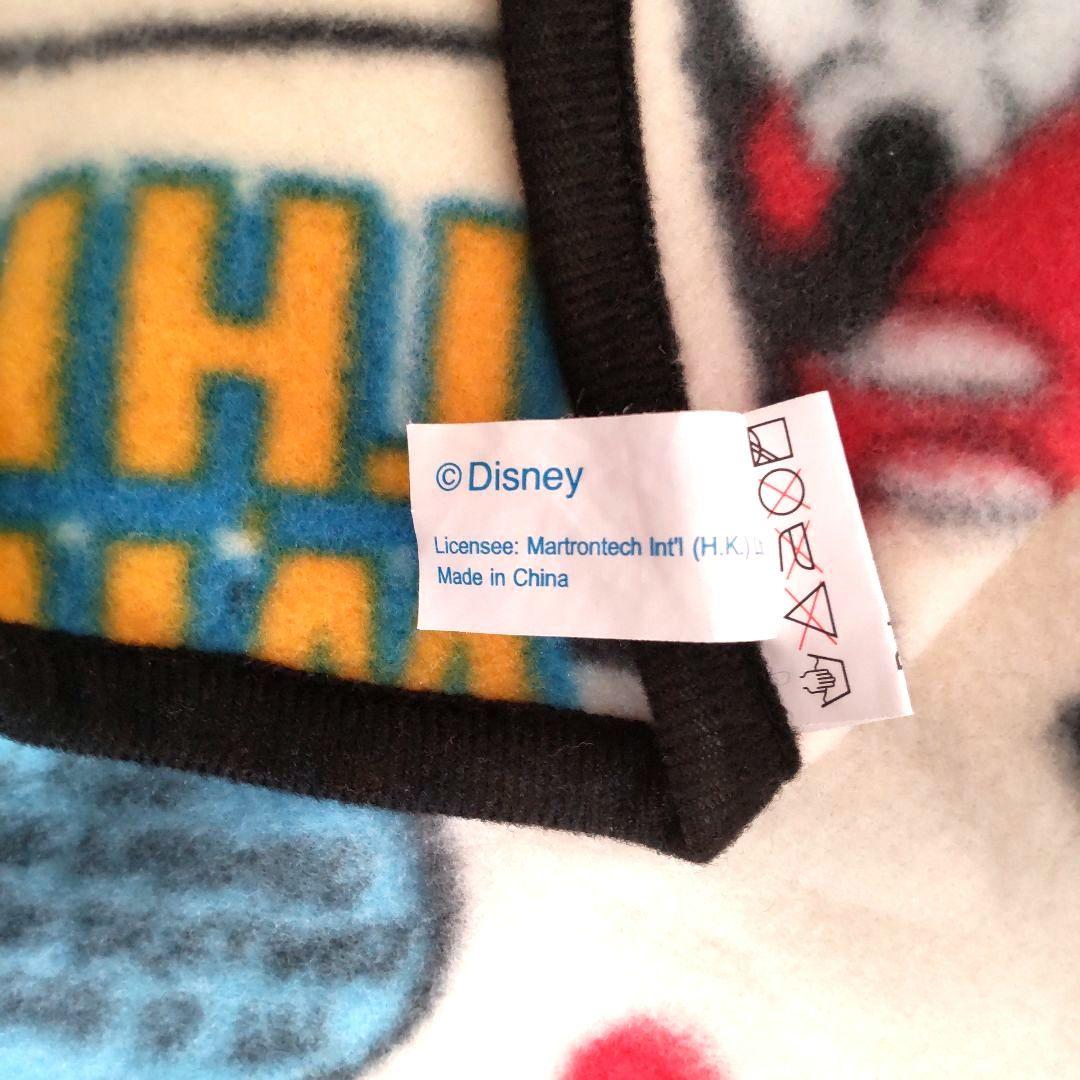 ©Disney
Licensee: Martrontech Int'l (H.K.)
Made in China